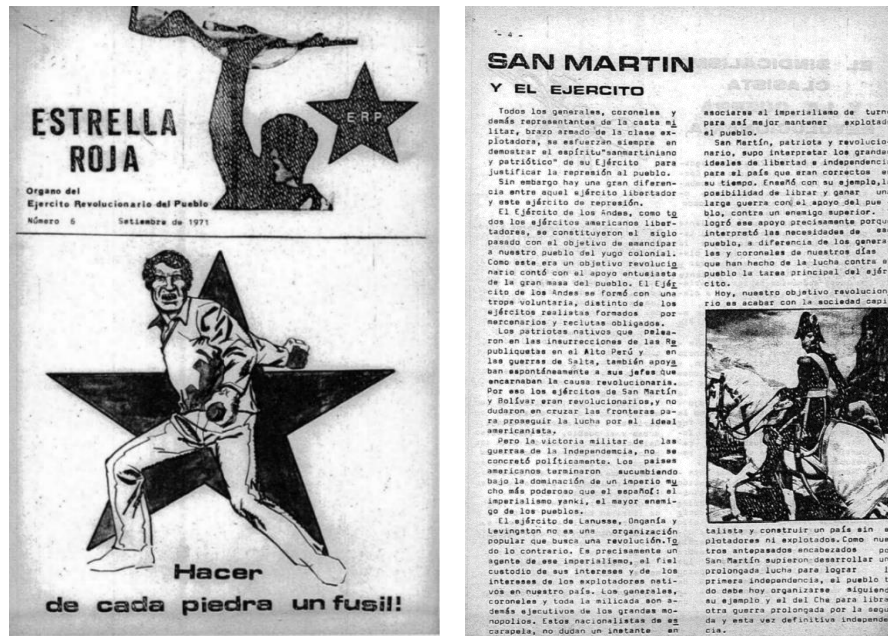 ESTRELLA
ROJA
E R P
Organo del
Ejercito Revolucionario del Pueblo
Número 6 Setiembre de 1971
Hacer
de cada piedra un fusil!
- 4 -
SAN MARTIN
Y EL EJERCITO
Todos los generales, coroneles y
demás representantes de la casta mi
litar, brazo armado de la clase ex-
plotadora, se esfuerzan siempre en
demostrar el espíritu"sanmartiniano
y patriótico" de su Ejército para
justificar la represión al pueblo.
Sin embargo hay una gran diferen-
cia entre aquel ejército libertador
y este ejército de represión.
El Ejército de los Andes, como to
dos los ejércitos americanos liber-
tadores, se constituyeron el siglo
pasado con el objetivo de emancipar
a nuestro pueblo del yugo colonial.
Como este era un objetivo revolucio
nario contó con el apoyo entusiasta
de la gran masa del pueblo. El Ejér
cito de los Andes se formó con una
tropa voluntaria, distinto de los
ejércitos realistas formados por
mercenarios y reclutas obligados.
Los patriotas nativos que pelea-
ron en las insurrecciones de las Re
publiquetas en el Alto Perú y en
las guerras de Salta, también apoya
ban espontáneamente a sus jefes que
encarnaban la causa revolucionaria.
Por eso los ejércitos de San Martín
y Bolívar eran revolucionarios,y no
dudaron en cruzar las fronteras pa-
ra proseguir la lucha por el ideal
americanista.
Pero la victoria militar de las
guerras de la Independencia, no se
concretó políticamente. Los países
americanos terminaron sucumbiendo
bajo la dominación de un imperio mu
cho más poderoso que el español: el
imperialismo yanki, el mayor enemi-
go de los pueblos.
El ejército de Lanusse, Onganía y
Levingston no es una organización
popular que busca una revolución.To
do lo contrario. Es precisamente un
agente de ese imperialismo, el fiel
custodio de sus intereses y de los
intereses de los explotadores nati-
vos en nuestro país. Los generales,
coroneles y toda la milicada son a-
demás ejecutivos de los grandes mo-
nopolios. Estos nacionalistas de es
carapela, no dudan un instante en
asociarse al imperialismo de turno
para así mejor mantener explotado
el pueblo.
San Martín, patriota y revolucio-
nario, supo interpretar los grandes
ideales de libertad e independencia
para el país que eran correctos en
su tiempo. Enseñó con su ejemplo,la
posibilidad de librar y ganar una
larga guerra con el apoyo del pue
blo, contra un enemigo superior.
logró ese apoyo precisamente porque
interpretó las necesidades de ese
pueblo, a diferencia de los genera
les y coroneles de nuestros días
que han hecho de la lucha contra el
pueblo la tarea principal del ejér
cito.
Hoy, nuestro objetivo revolucion
rio es acabar con la sociedad capi
talista y construir un país sin
plotadores ni explotados.Como nue
tros antepasados encabezados po
San Martín supieron desarrollar un
prolongada lucha para lograr l
primera independencia, el pueblo t
do debe hoy organizarse siguiend
su ejemplo y el del Che para libra
otra guerra prolongada por la segu
da y esta vez definitiva independe
cia.